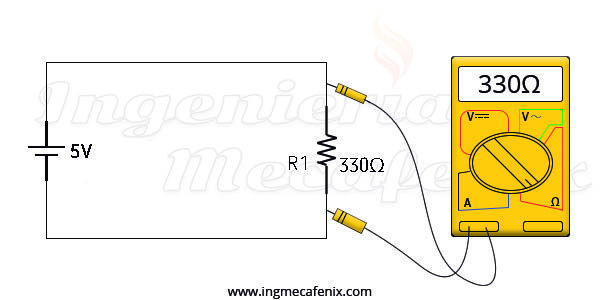 330Ω
V
V~
Ingeniería
5V
R1
330Ω
Mecafenix
A
Ω
www.ingmecafenix.com